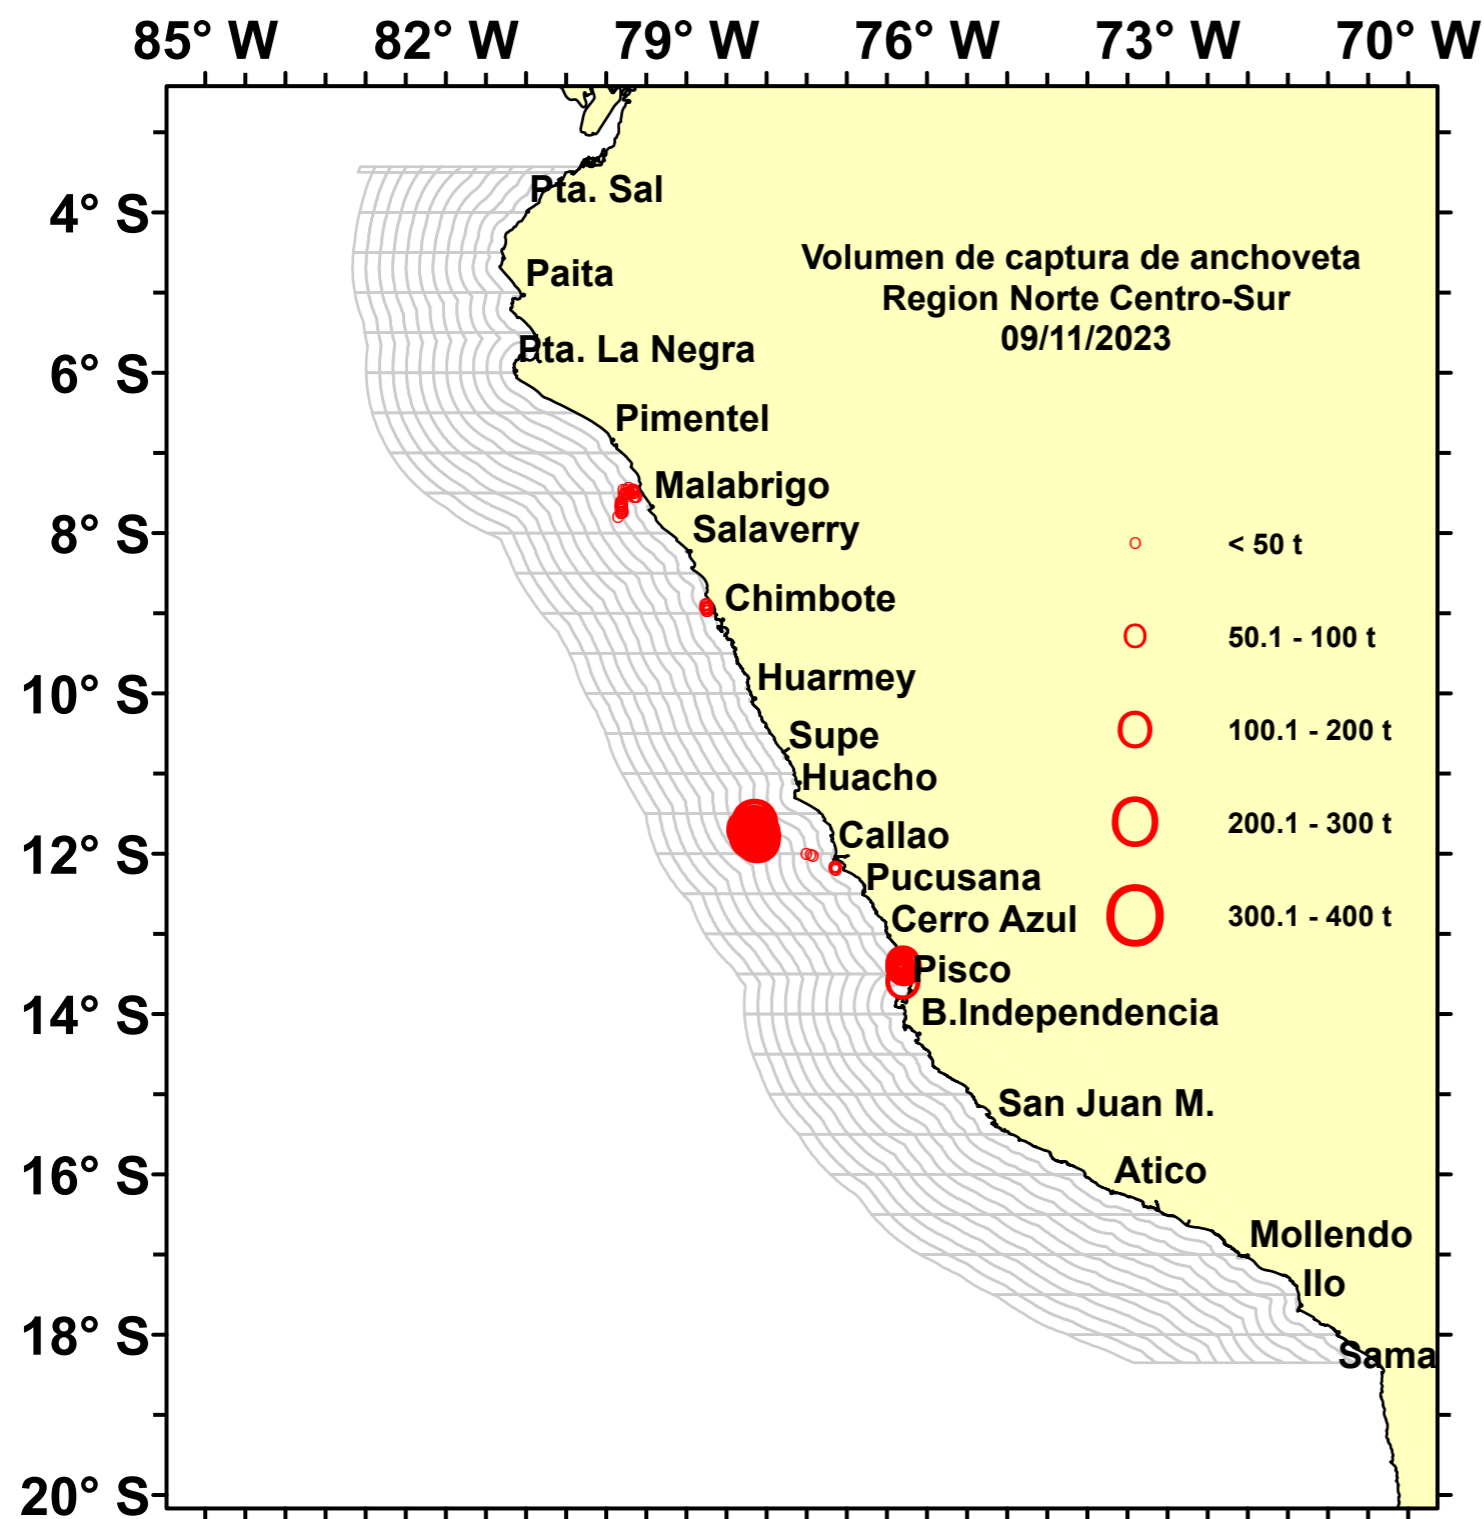 85° W 82° W 79° W 76° W 73° W 70° W
4° S
6° S
8° S
10° S
12° S
14° S
16° S
18° S
20° S
Volumen de captura de anchoveta
Region Norte Centro-Sur
09/11/2023
Pta. Sal
Paita
Pta. La Negra
Pimentel
Malabrigo
Salaverry
Chimbote
Huarmey
Supe
Huacho
Callao
Pucusana
Cerro Azul
Pisco
B.Independencia
San Juan M.
Atico
Mollendo
Ilo
Sama
< 50 t
50.1 - 100 t
100.1 - 200 t
200.1 - 300 t
300.1 - 400 t